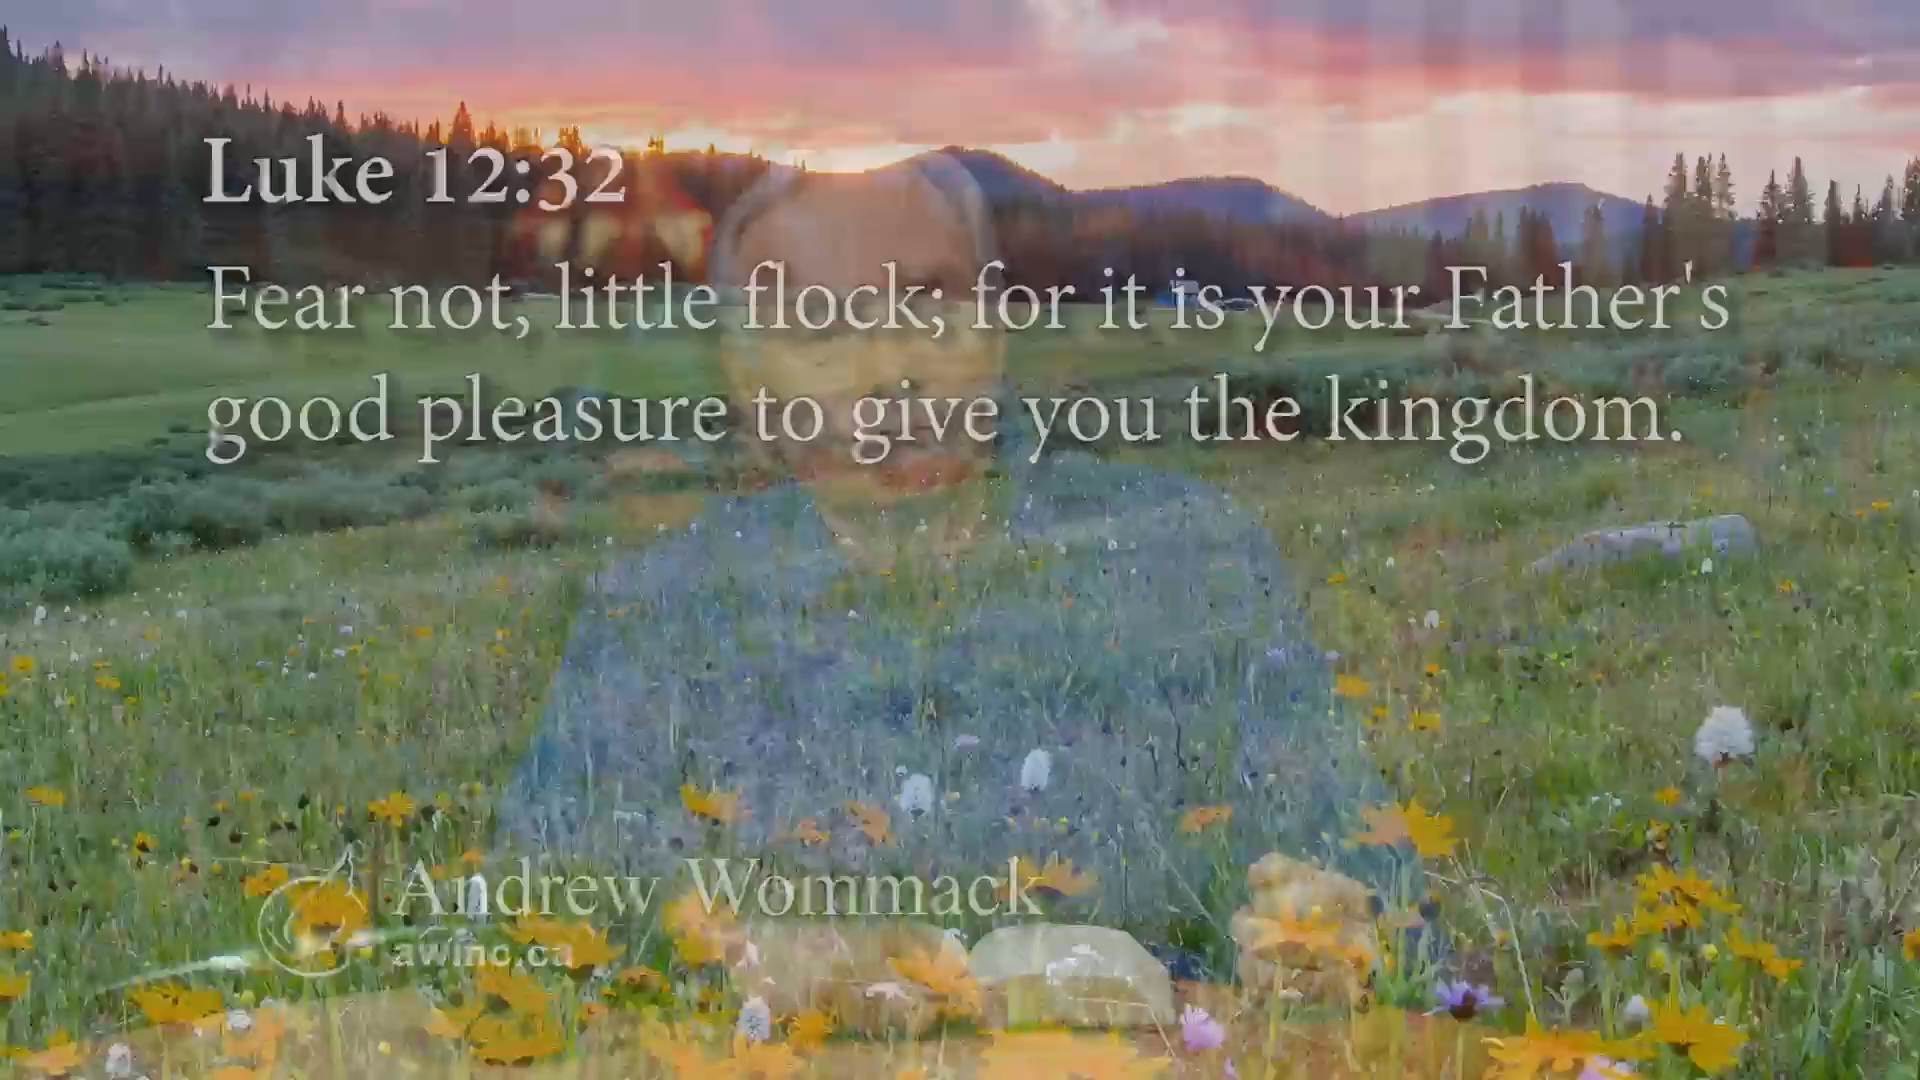 Luke 12:32
Fear not, little flock; for it is your Father's
good pleasure to give you the kingdom.
Andrew Wommack
awmc.ca